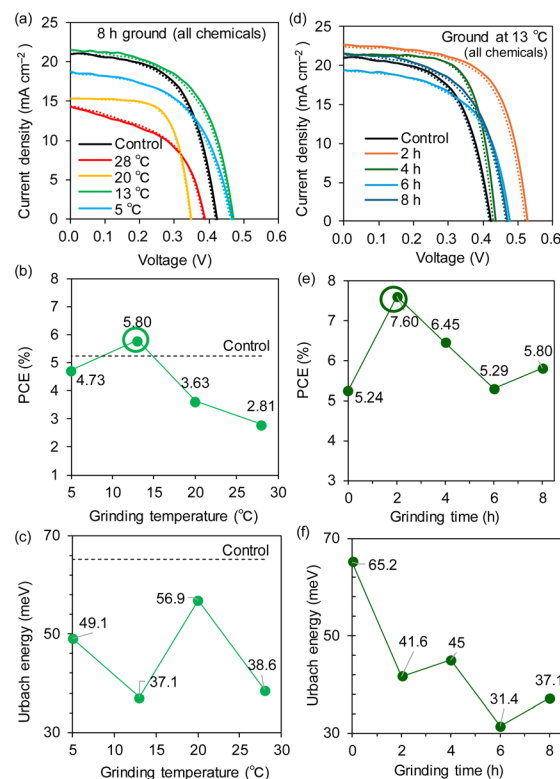 (a)
8 h ground (all chemicals)
Current density (mA cm⁻²)
25
20
15
10
5
0
Control
28 °C
20 °C
13 °C
5 °C
0.0 0.1 0.2 0.3 0.4 0.5 0.6
Voltage (V)
(d)
Ground at 13 °C
(all chemicals)
Current density (mA cm⁻²)
25
20
15
10
5
0
Control
2 h
4 h
6 h
8 h
0.0 0.1 0.2 0.3 0.4 0.5 0.6
Voltage (V)
(b)
PCE (%)
8
7
6
5
4
3
2
1
5.80
Control
4.73
3.63
2.81
5 10 15 20 25 30
Grinding temperature (°C)
(e)
PCE (%)
8
7
6
5
4
3
7.60
6.45
5.80
5.24
5.29
0 2 4 6 8
Grinding time (h)
(c)
Urbach energy (meV)
70
50
30
Control
49.1
56.9
37.1
38.6
5 10 15 20 25 30
Grinding temperature (°C)
(f)
Urbach energy (meV)
70
50
30
65.2
41.6
45
31.4
37.1
0 2 4 6 8
Grinding time (h)